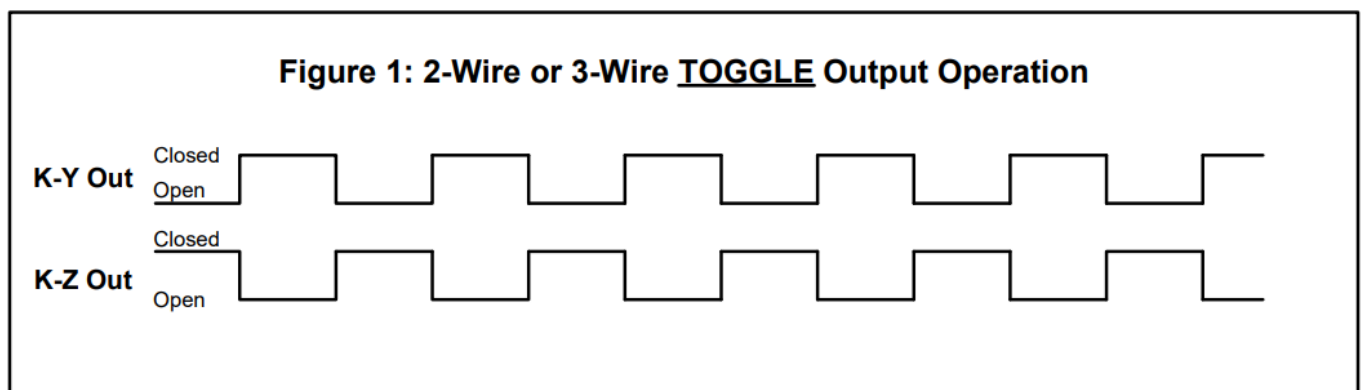 Figure 1: 2-Wire or 3-Wire TOGGLE Output Operation
Closed
K-Y Out
Open
Closed
K-Z Out
Open